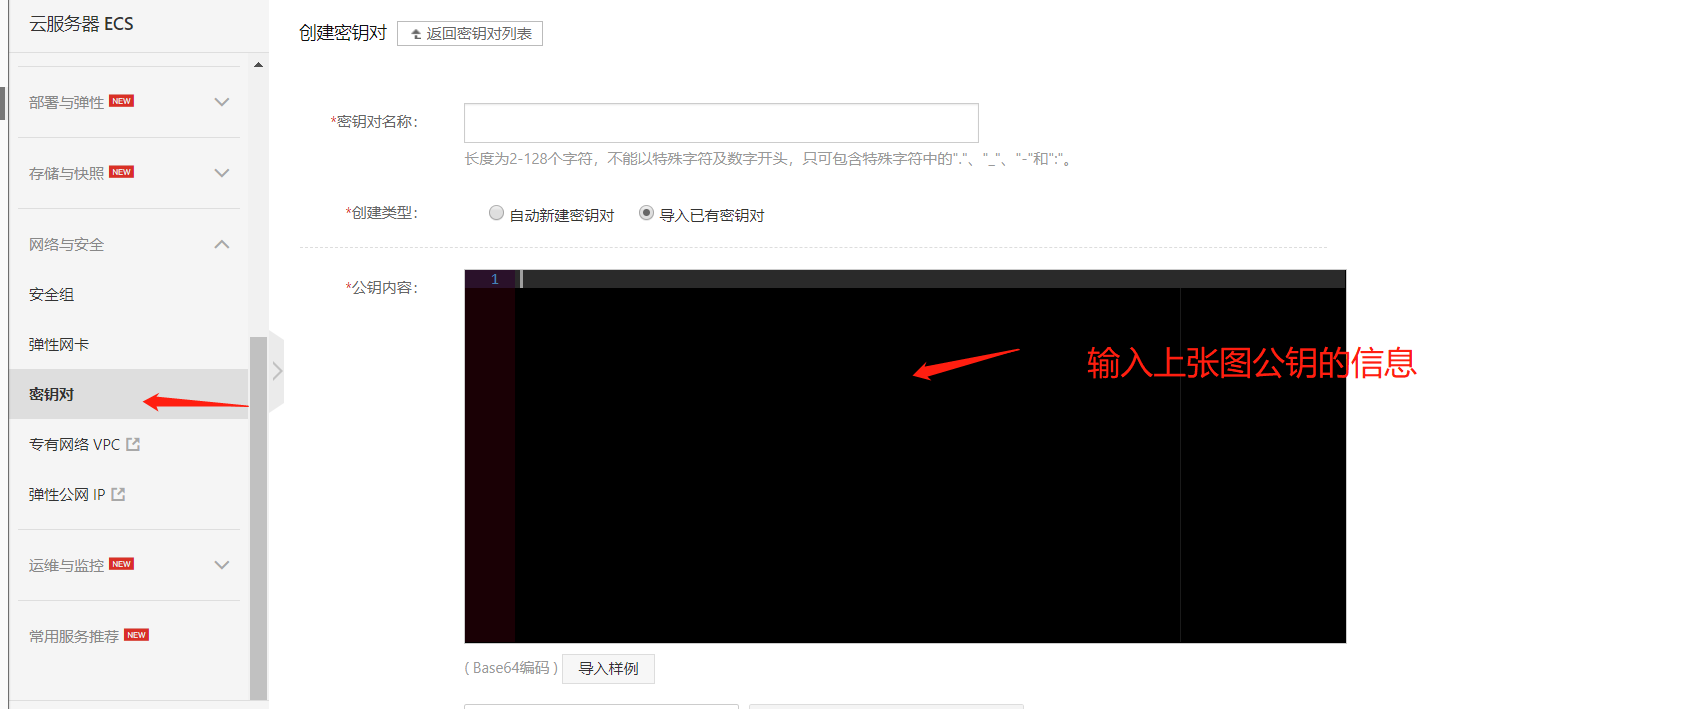 云服务器 ECS
部署与弹性 NEW
存储与快照 NEW
网络与安全
安全组
弹性网卡
密钥对
专有网络 VPC
弹性公网 IP
运维与监控 NEW
常用服务推荐 NEW
创建密钥对 返回密钥对列表
*密钥对名称:
长度为2-128个字符，不能以特殊字符及数字开头，只可包含特殊字符中的"."、"_"、"-"和":"。
*创建类型: 自动新建密钥对 导入已有密钥对
*公钥内容:
1
输入上张图公钥的信息
( Base64编码 ) 导入样例